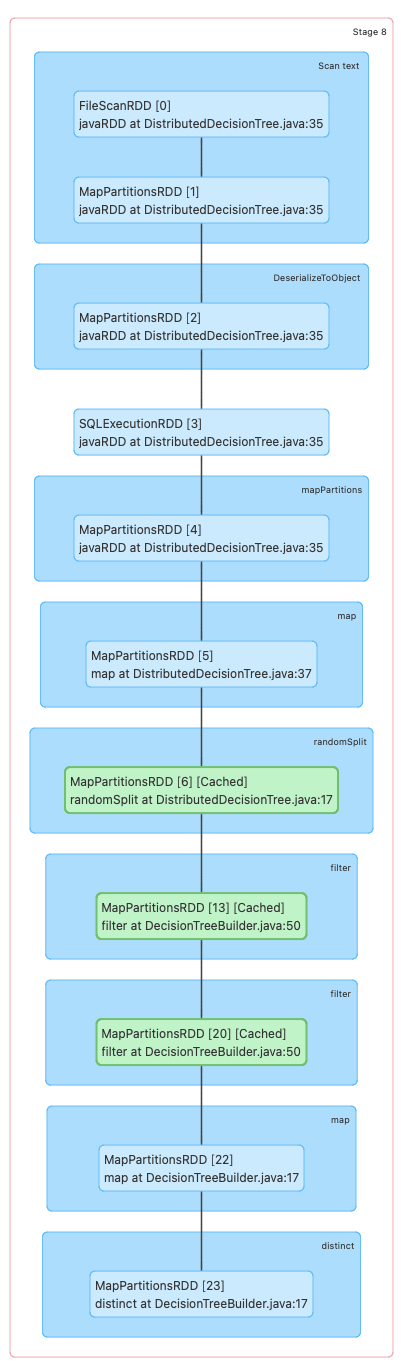 Stage 8
Scan text
FileScanRDD [0]
javaRDD at DistributedDecisionTree.java:35
MapPartitionsRDD [1]
javaRDD at DistributedDecisionTree.java:35
DeserializeToObject
MapPartitionsRDD [2]
javaRDD at DistributedDecisionTree.java:35
SQLExecutionRDD [3]
javaRDD at DistributedDecisionTree.java:35
mapPartitions
MapPartitionsRDD [4]
javaRDD at DistributedDecisionTree.java:35
map
MapPartitionsRDD [5]
map at DistributedDecisionTree.java:37
randomSplit
MapPartitionsRDD [6] [Cached]
randomSplit at DistributedDecisionTree.java:17
filter
MapPartitionsRDD [13] [Cached]
filter at DecisionTreeBuilder.java:50
filter
MapPartitionsRDD [20] [Cached]
filter at DecisionTreeBuilder.java:50
map
MapPartitionsRDD [22]
map at DecisionTreeBuilder.java:17
distinct
MapPartitionsRDD [23]
distinct at DecisionTreeBuilder.java:17